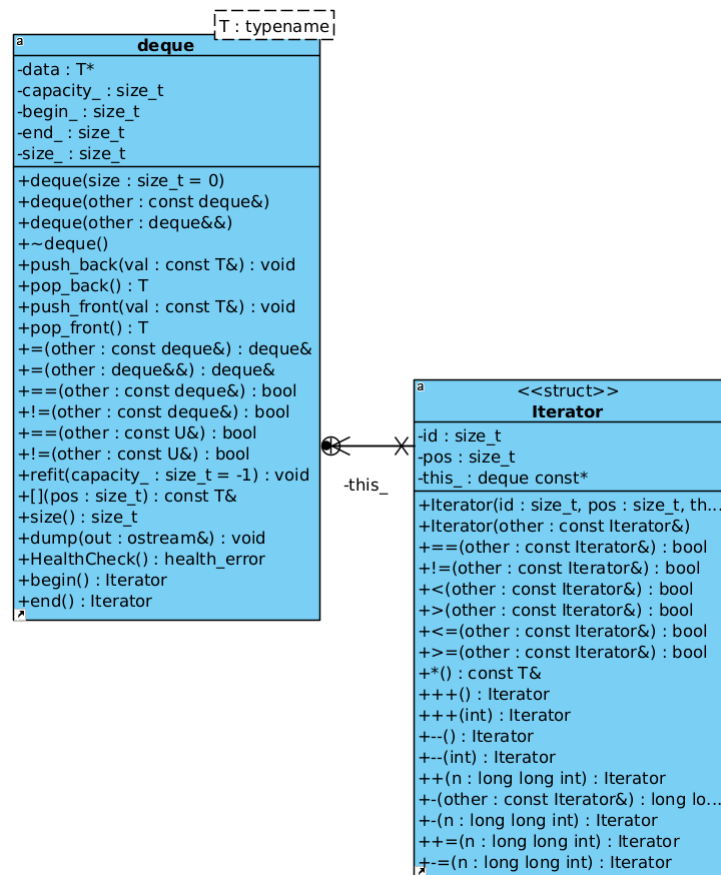 T : typename
a
deque
-data : T*
-capacity_ : size_t
-begin_ : size_t
-end_ : size_t
-size_ : size_t
+deque(size : size_t = 0)
+deque(other : const deque&)
+deque(other : deque&&)
+~deque()
+push_back(val : const T&) : void
+pop_back() : T
+push_front(val : const T&) : void
+pop_front() : T
+=(other : const deque&) : deque&
+=(other : deque&&) : deque&
+==(other : const deque&) : bool
+!=(other : const deque&) : bool
+==(other : const U&) : bool
+!=(other : const U&) : bool
+refit(capacity_ : size_t = -1) : void
+[](pos : size_t) : const T&
+size() : size_t
+dump(out : ostream&) : void
+HealthCheck() : health_error
+begin() : Iterator
+end() : Iterator
-this_
a
<<struct>>
Iterator
-id : size_t
-pos : size_t
-this_ : deque const*
+Iterator(id : size_t, pos : size_t, th...
+Iterator(other : const Iterator&)
+==(other : const Iterator&) : bool
+!=(other : const Iterator&) : bool
+<(other : const Iterator&) : bool
+>(other : const Iterator&) : bool
+<=(other : const Iterator&) : bool
+>=(other : const Iterator&) : bool
+*() : const T&
+++() : Iterator
+++(int) : Iterator
+--() : Iterator
+--(int) : Iterator
++(n : long long int) : Iterator
+-(other : const Iterator&) : long lo...
+-(n : long long int) : Iterator
++=(n : long long int) : Iterator
+-=(n : long long int) : Iterator